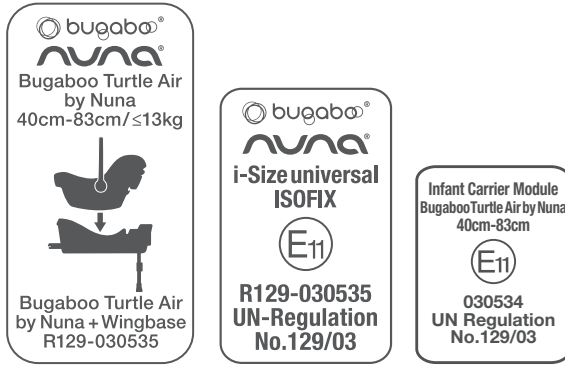 bugaboo®
nuna®
Bugaboo Turtle Air
by Nuna
40cm-83cm/≤13kg
Bugaboo Turtle Air
by Nuna + Wingbase
R129-030535
bugaboo®
nuna®
i-Size universal
ISOFIX
E11
R129-030535
UN-Regulation
No.129/03
Infant Carrier Module
Bugaboo Turtle Air by Nuna
40cm-83cm
E11
030534
UN Regulation
No.129/03